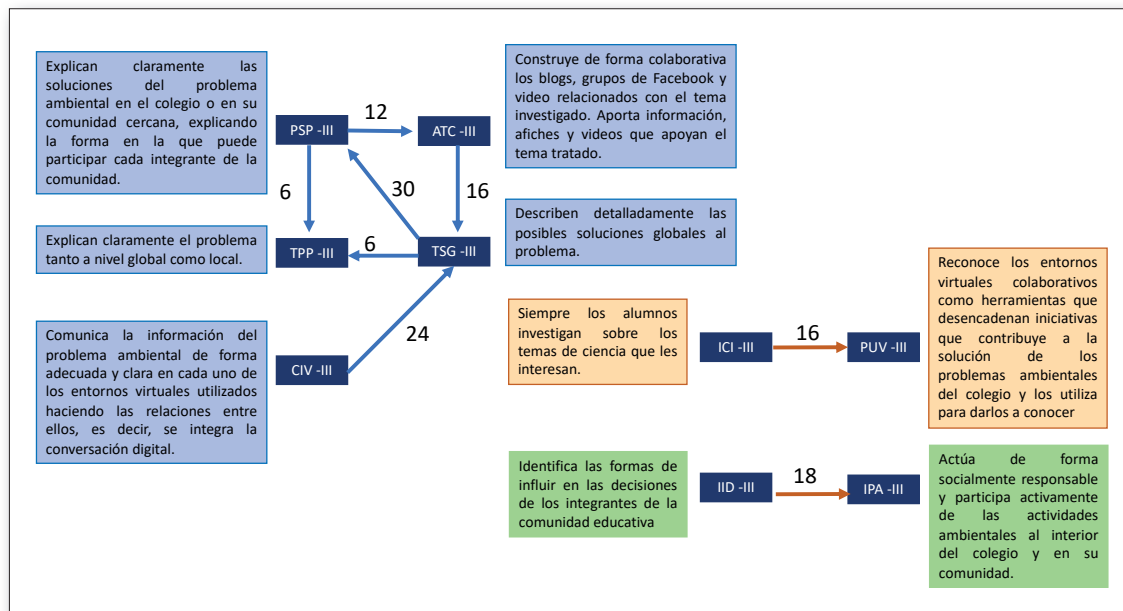 Explican claramente las
soluciones del problema
ambiental en el colegio o en su
comunidad cercana, explicando
la forma en la que puede
participar cada integrante de la
comunidad.
PSP -III
12
ATC -III
Construye de forma colaborativa
los blogs, grupos de Facebook y
video relacionados con el tema
investigado. Aporta información,
afiches y videos que apoyan el
tema tratado.
6
30
16
Explican claramente el problema
tanto a nivel global como local.
TPP -III
6
TSG -III
Describen detalladamente las
posibles soluciones globales al
problema.
24
Comunica la información del
problema ambiental de forma
adecuada y clara en cada uno de
los entornos virtuales utilizados
haciendo las relaciones entre
ellos, es decir, se integra la
conversación digital.
CIV -III
Siempre los alumnos
investigan sobre los
temas de ciencia que les
interesan.
ICI -III
16
PUV -III
Reconoce los entornos
virtuales colaborativos
como herramientas que
desencadenan iniciativas
que contribuye a la
solución de los
problemas ambientales
del colegio y los utiliza
para darlos a conocer
Identifica las formas de
influir en las decisiones
de los integrantes de la
comunidad educativa
IID -III
18
IPA -III
Actúa de forma
socialmente responsable
y participa activamente
de las actividades
ambientales al interior
del colegio y en su
comunidad.